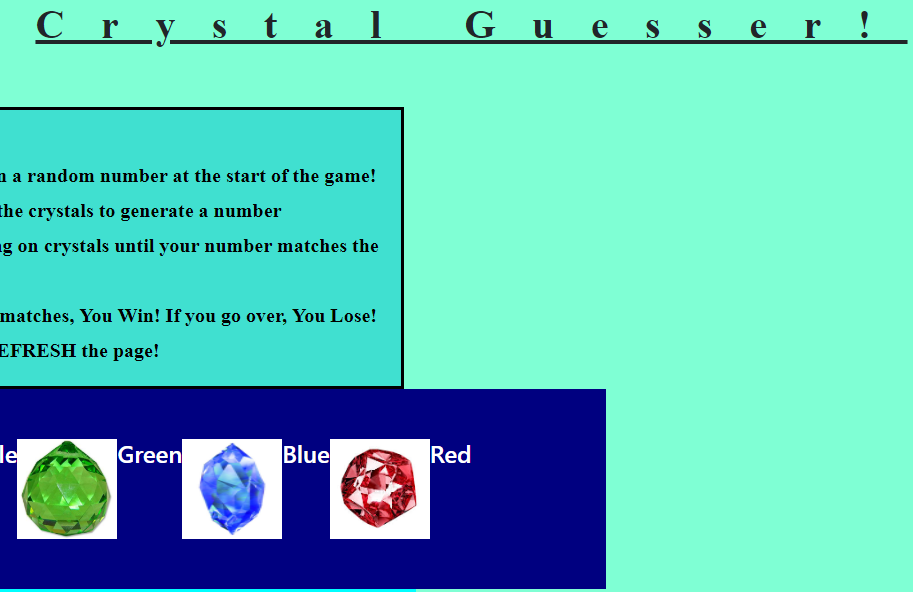 Crystal Guesser!
a random number at the start of the game!
the crystals to generate a number
on crystals until your number matches the
matches, You Win! If you go over, You Lose!
EFRESH the page!
Green Blue Red